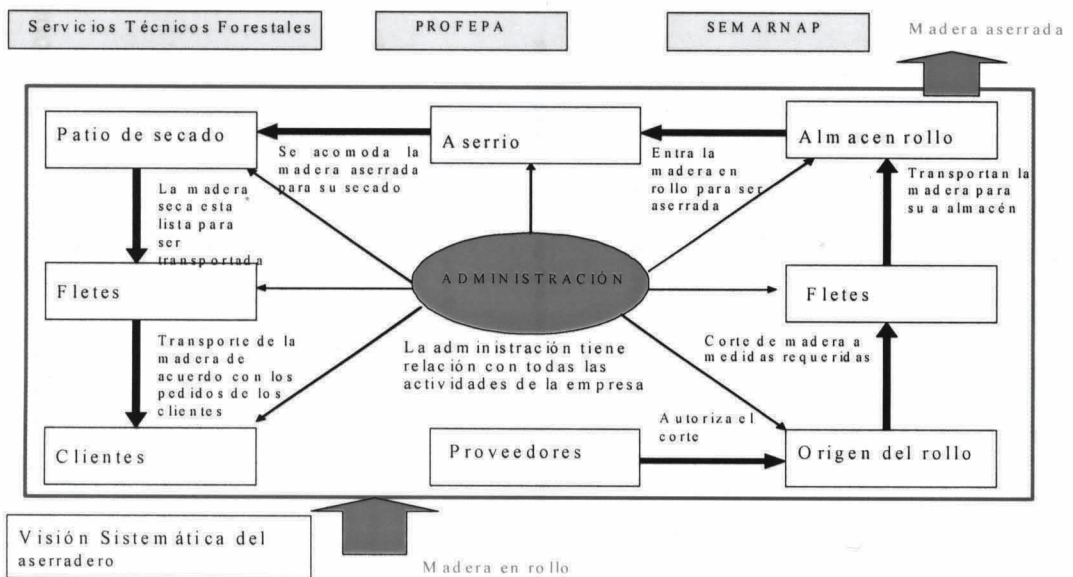 Servicios Técnicos Forestales
PROFEPA
SEMARNAP
Madera aserrada
Patio de secado
Aserrio
Almacen rollo
Se acomoda la
madera aserrada
para su secado
Entra la
madera en
rollo para ser
aserrada
Transportan la
madera para
su a almacén
La madera
seca esta
lista para
ser
transportada
ADMINISTRACIÓN
Fletes
Fletes
Transporte de la
madera de
acuerdo con los
pedidos de los
clientes
La administración tiene
relación con todas las
actividades de la empresa
Corte de madera a
medidas requeridas
Autoriza el
corte
Clientes
Proveedores
Origen del rollo
Visión Sistemática del
aserradero
Madera en rollo